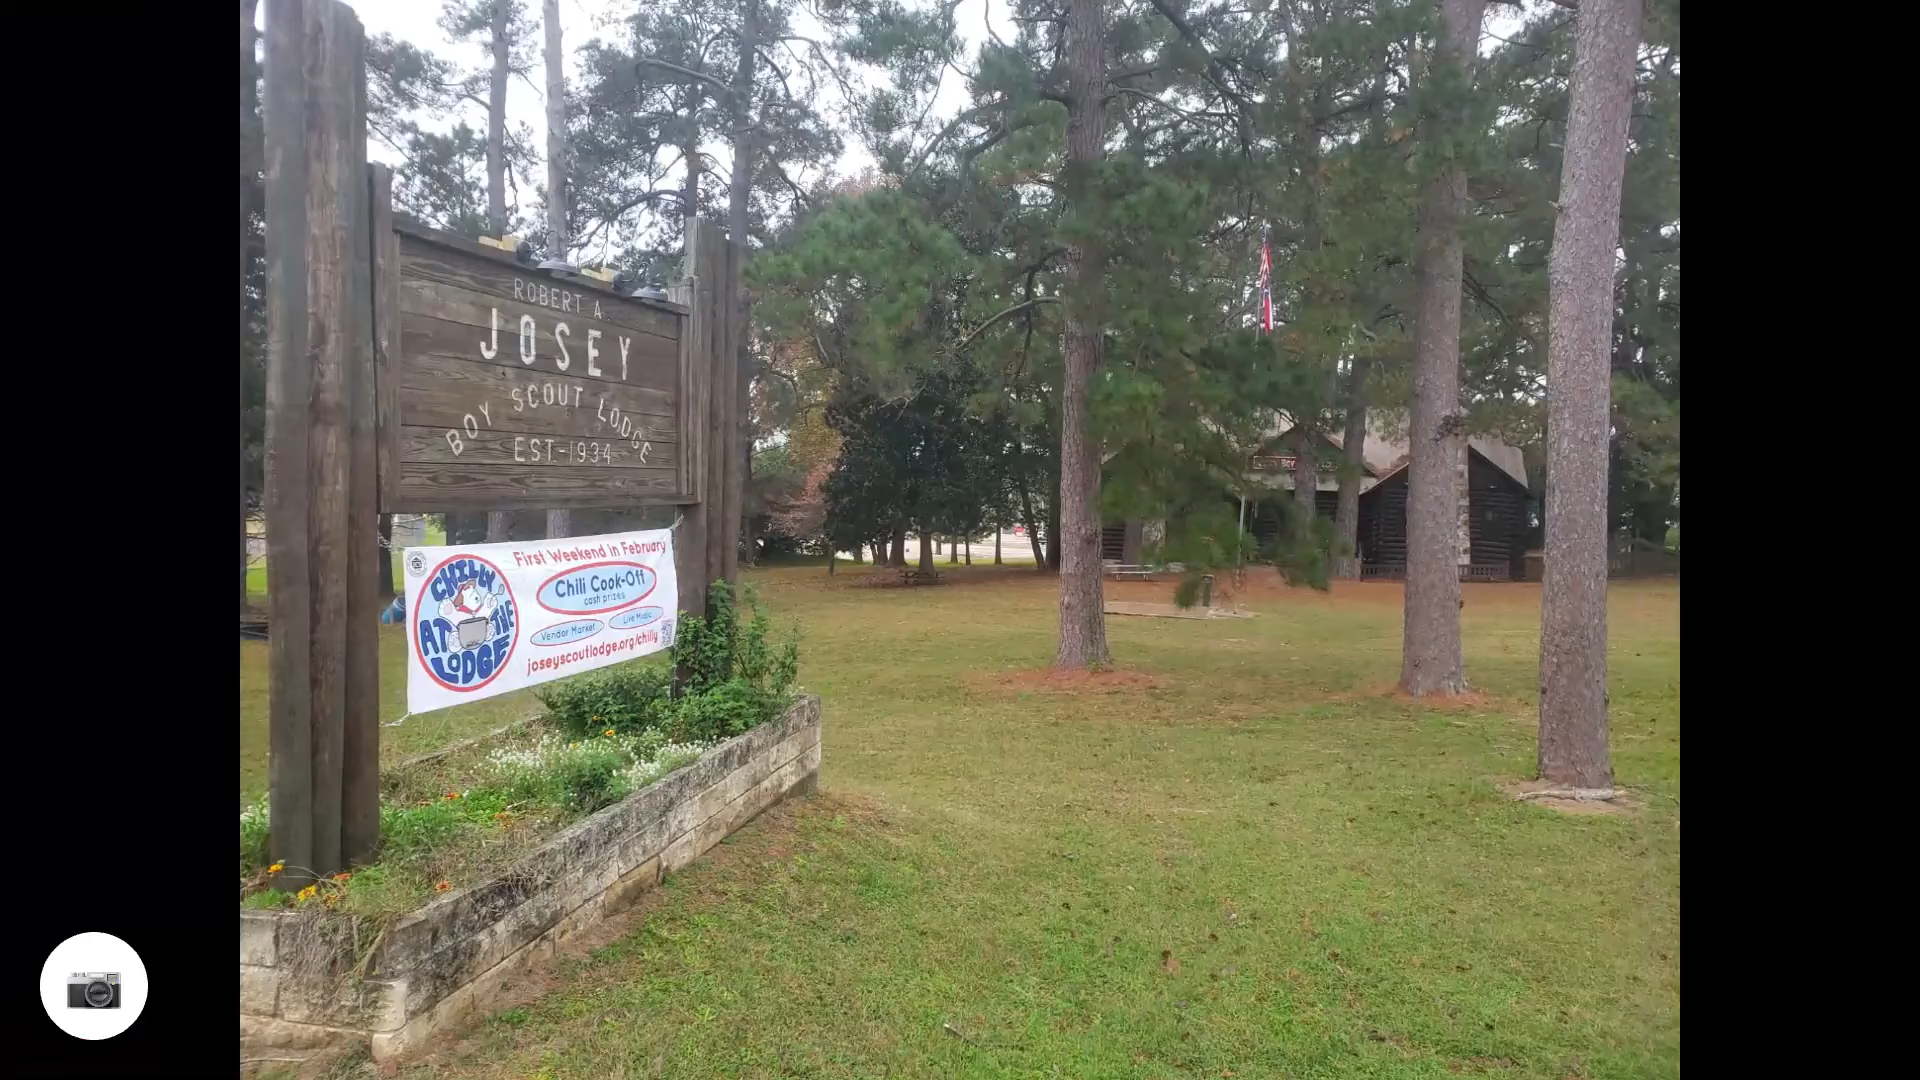 ROBERT A.
JOSEY
BOY SCOUT LODGE
EST.-1934
CHILLY
AT THE
LODGE
First Weekend in February
Chili Cook-Off
cash prizes
Vendor Market
Live Music
joseyscoutlodge.org/chilly